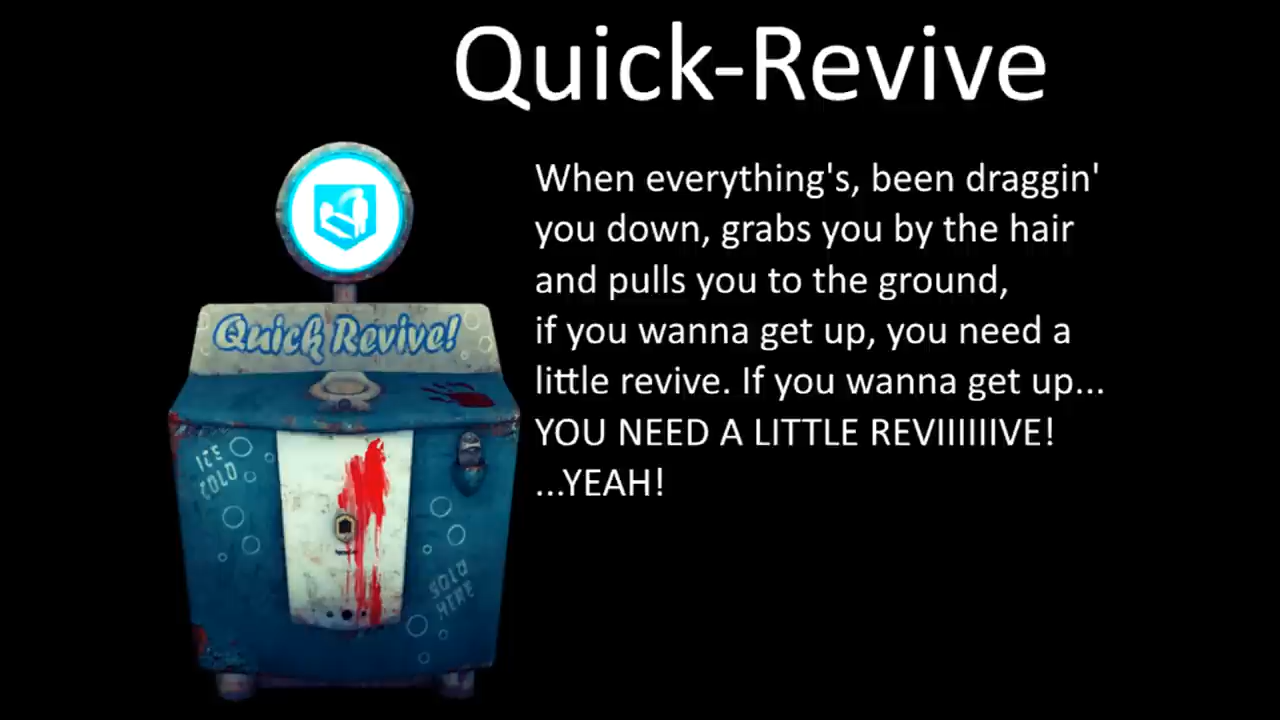 Quick-Revive
When everything's, been draggin'
you down, grabs you by the hair
and pulls you to the ground,
if you wanna get up, you need a
little revive. If you wanna get up...
YOU NEED A LITTLE REVIIIIIIVE!
...YEAH!
Quick Revive!
ICE
COLD
SOLD
HERE